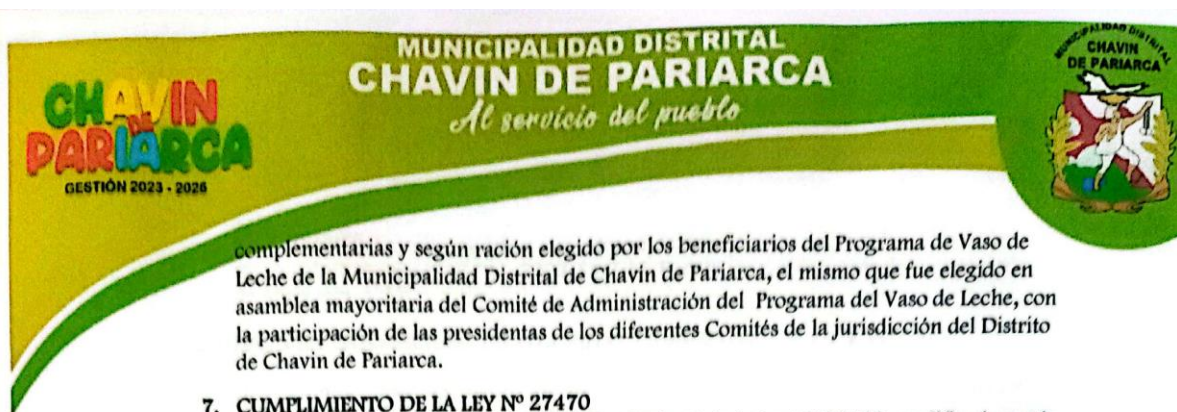 MUNICIPALIDAD DISTRITAL
CHAVIN DE PARIARCA
Al servicio del pueblo
CHAVIN
DE
PARIARCA
GESTIÓN 2023 - 2026
MUNICIPALIDAD DISTRITAL
CHAVIN
DE PARIARCA
complementarias y según ración elegido por los beneficiarios del Programa de Vaso de
Leche de la Municipalidad Distrital de Chavin de Pariarca, el mismo que fue elegido en
asamblea mayoritaria del Comité de Administración del Programa del Vaso de Leche, con
la participación de las presidentas de los diferentes Comités de la jurisdicción del Distrito
de Chavin de Pariarca.
7. CUMPLIMIENTO DE LA LEY Nº 27470